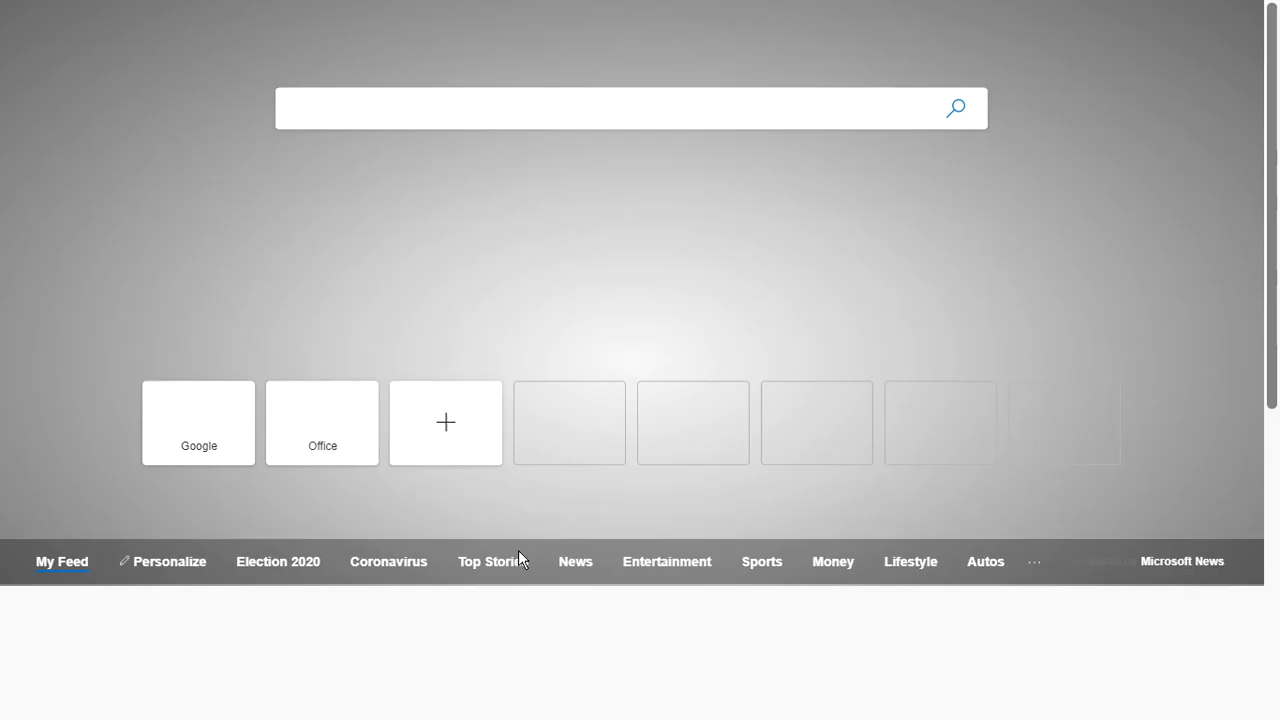 Google
Office
My Feed Personalize Election 2020 Coronavirus Top Stories News Entertainment Sports Money Lifestyle Autos ... Microsoft News